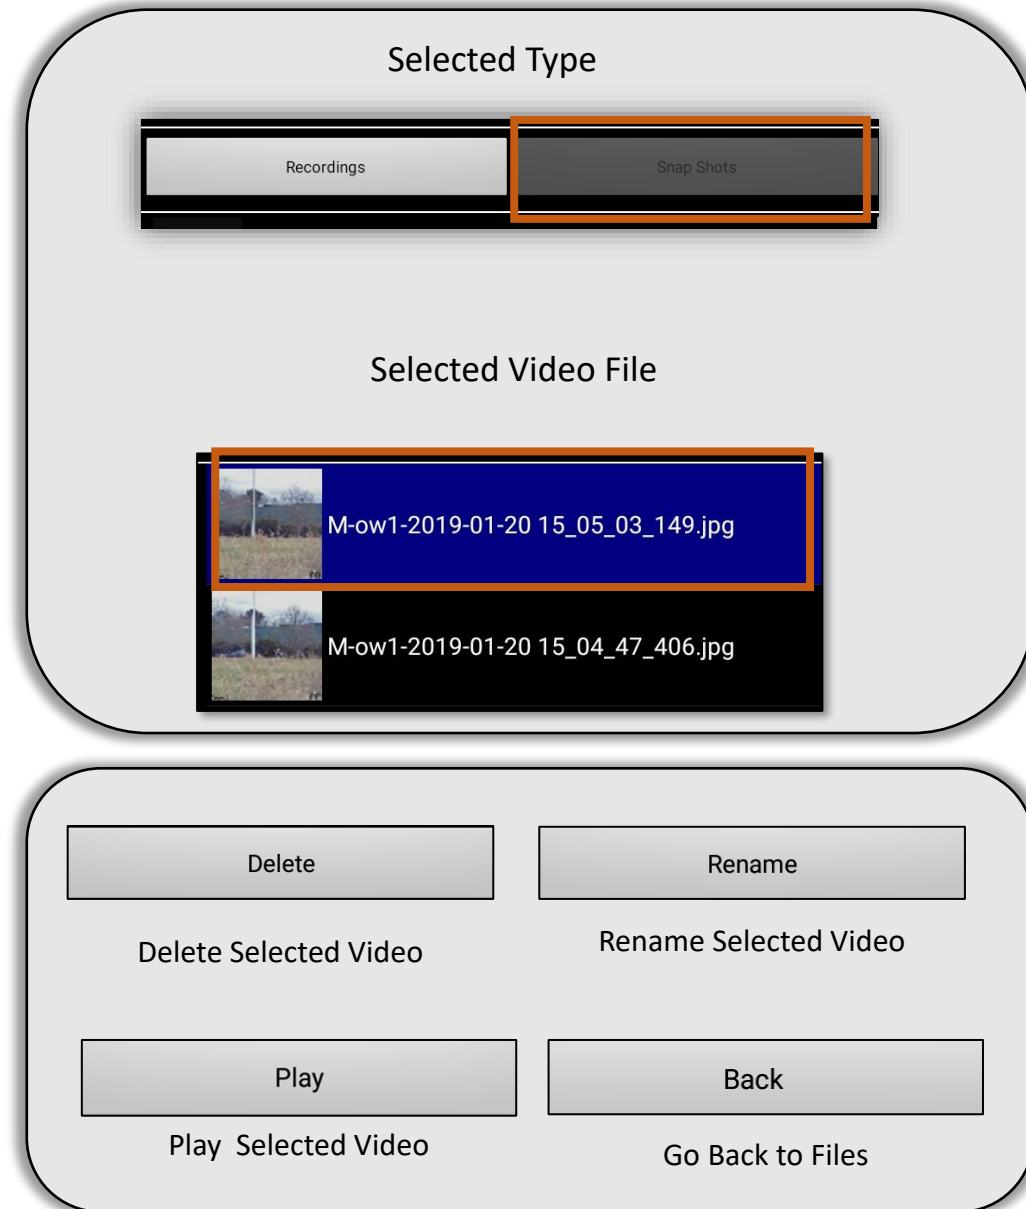 Selected Type
Recordings
Snap Shots
Selected Video File
M-ow1-2019-01-20 15_05_03_149.jpg
M-ow1-2019-01-20 15_04_47_406.jpg
Delete
Rename
Delete Selected Video
Rename Selected Video
Play
Back
Play  Selected Video
Go Back to Files